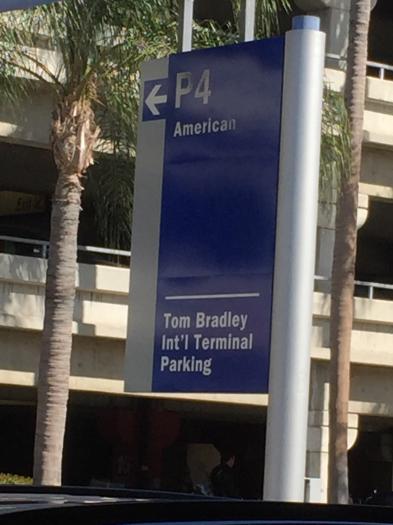 P4
American
Tom Bradley
Int'l Terminal
Parking